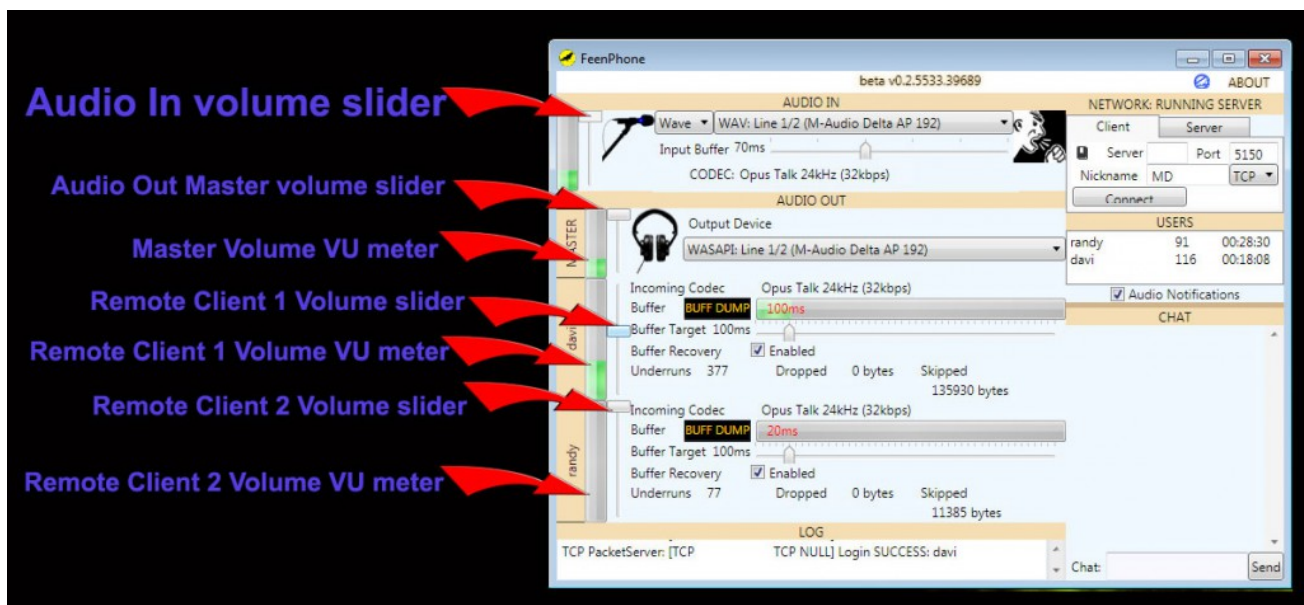 FeenPhone
beta v0.2.5533.39689
ABOUT
Audio In volume slider
AUDIO IN
Wave
WAV: Line 1/2 (M-Audio Delta AP 192)
Input Buffer 70ms
CODEC: Opus Talk 24kHz (32kbps)
Audio Out Master volume slider
AUDIO OUT
MASTER
Output Device
WASAPI: Line 1/2 (M-Audio Delta AP 192)
Master Volume VU meter
Remote Client 1 Volume slider
davi
Incoming Codec Opus Talk 24kHz (32kbps)
Buffer BUFF DUMP 100ms
Buffer Target 100ms
Remote Client 1 Volume VU meter
Buffer Recovery Enabled
Underruns 377 Dropped 0 bytes Skipped
135930 bytes
Remote Client 2 Volume slider
randy
Incoming Codec Opus Talk 24kHz (32kbps)
Buffer BUFF DUMP 20ms
Buffer Target 100ms
Buffer Recovery Enabled
Remote Client 2 Volume VU meter
Underruns 77 Dropped 0 bytes Skipped
11385 bytes
LOG
TCP PacketServer: [TCP TCP NULL] Login SUCCESS: davi
NETWORK: RUNNING SERVER
Client Server
Server Port 5150
Nickname MD TCP
Connect
USERS
randy 91 00:28:30
davi 116 00:18:08
Audio Notifications
CHAT
Chat: Send